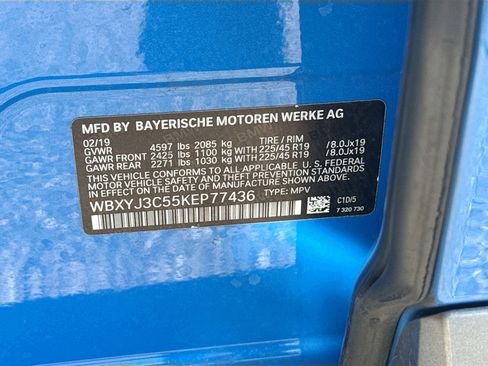 MFD BY BAYERISCHE MOTOREN WERKE AG
02/19 4597 lbs 2085 kg TIRE / RIM
GVWR
GAWR FRONT 2425 lbs 1100 kg WITH 225/45 R19 /8.0Jx19
GAWR REAR 2271 lbs 1030 kg WITH 225/45 R19 /8.0Jx19
THIS VEHICLE CONFORMS TO ALL APPLICABLE U.S. FEDERAL
MOTOR VEHICLE SAFETY AND THEFT PREVENTION STANDARDS
IN EFFECT ON THE DATE OF MANUFACTURE SHOWN ABOVE.
WBXYJ3C55KEP77436 TYPE: MPV C1D/5
7 320 730